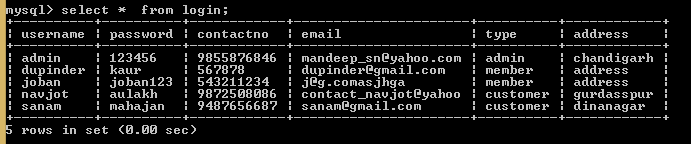 mysql> select *  from login;
+----------+----------+------------+----------------------+----------+-------------+
| username | password | contactno  | email                | type     | address     |
+----------+----------+------------+----------------------+----------+-------------+
| admin    | 123456   | 9855876846 | mandeep_sn@yahoo.com | admin    | chandigarh  |
| dupinder | kaur     | 567878     | dupinder@gmail.com   | member   | address     |
| joban    | joban123 | 543211234  | j@g.comasjhga        | member   | address     |
| navjot   | aulakh   | 9872508086 | contact_navjot@yahoo | customer | gurdasspur  |
| sanam    | mahajan  | 9487656687 | sanam@gmail.com      | customer | dinanagar   |
+----------+----------+------------+----------------------+----------+-------------+
5 rows in set (0.00 sec)